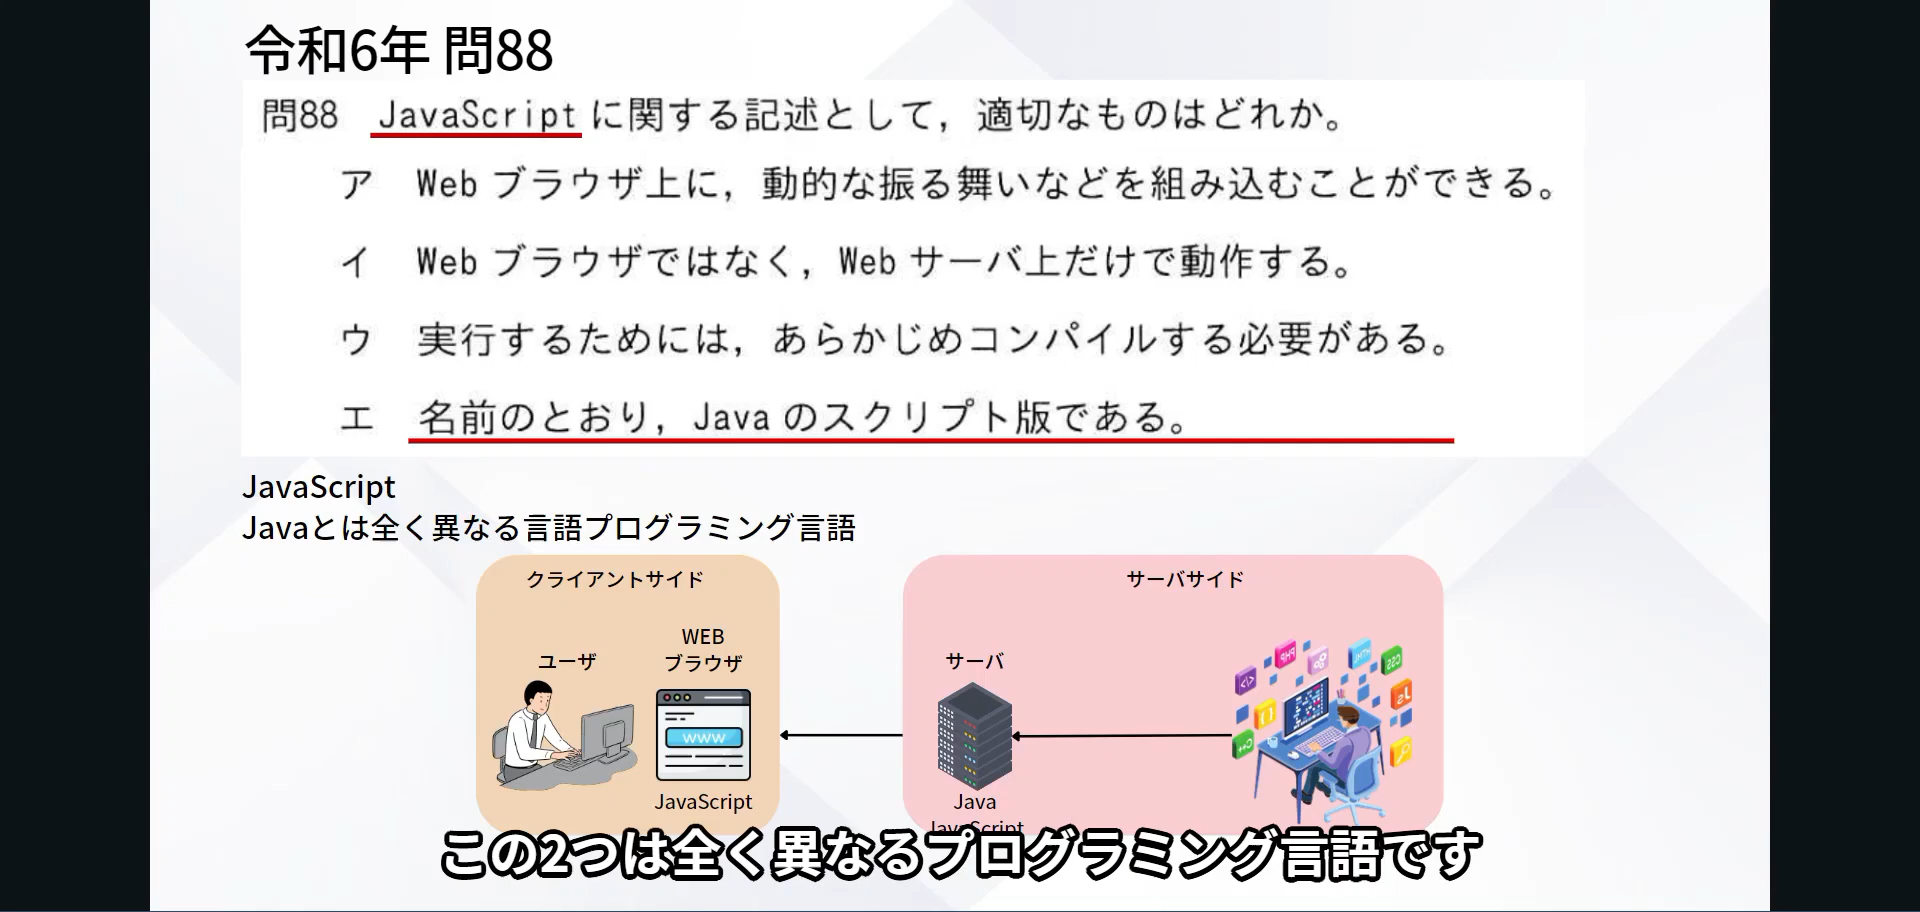 令和6年 問88
問88 JavaScriptに関する記述として，適切なものはどれか。
ア Web ブラウザ上に，動的な振る舞いなどを組み込むことができる。
イ Web ブラウザではなく，Web サーバ上だけで動作する。
ウ 実行するためには，あらかじめコンパイルする必要がある。
エ 名前のとおり，Java のスクリプト版である。
JavaScript
Javaとは全く異なる言語プログラミング言語
クライアントサイド
サーバサイド
ユーザ
WEB
ブラウザ
サーバ
WWW
PHP
HTML
CSS
</>
{}
C++
JavaScript
Java
JavaScript
この2つは全く異なるプログラミング言語です